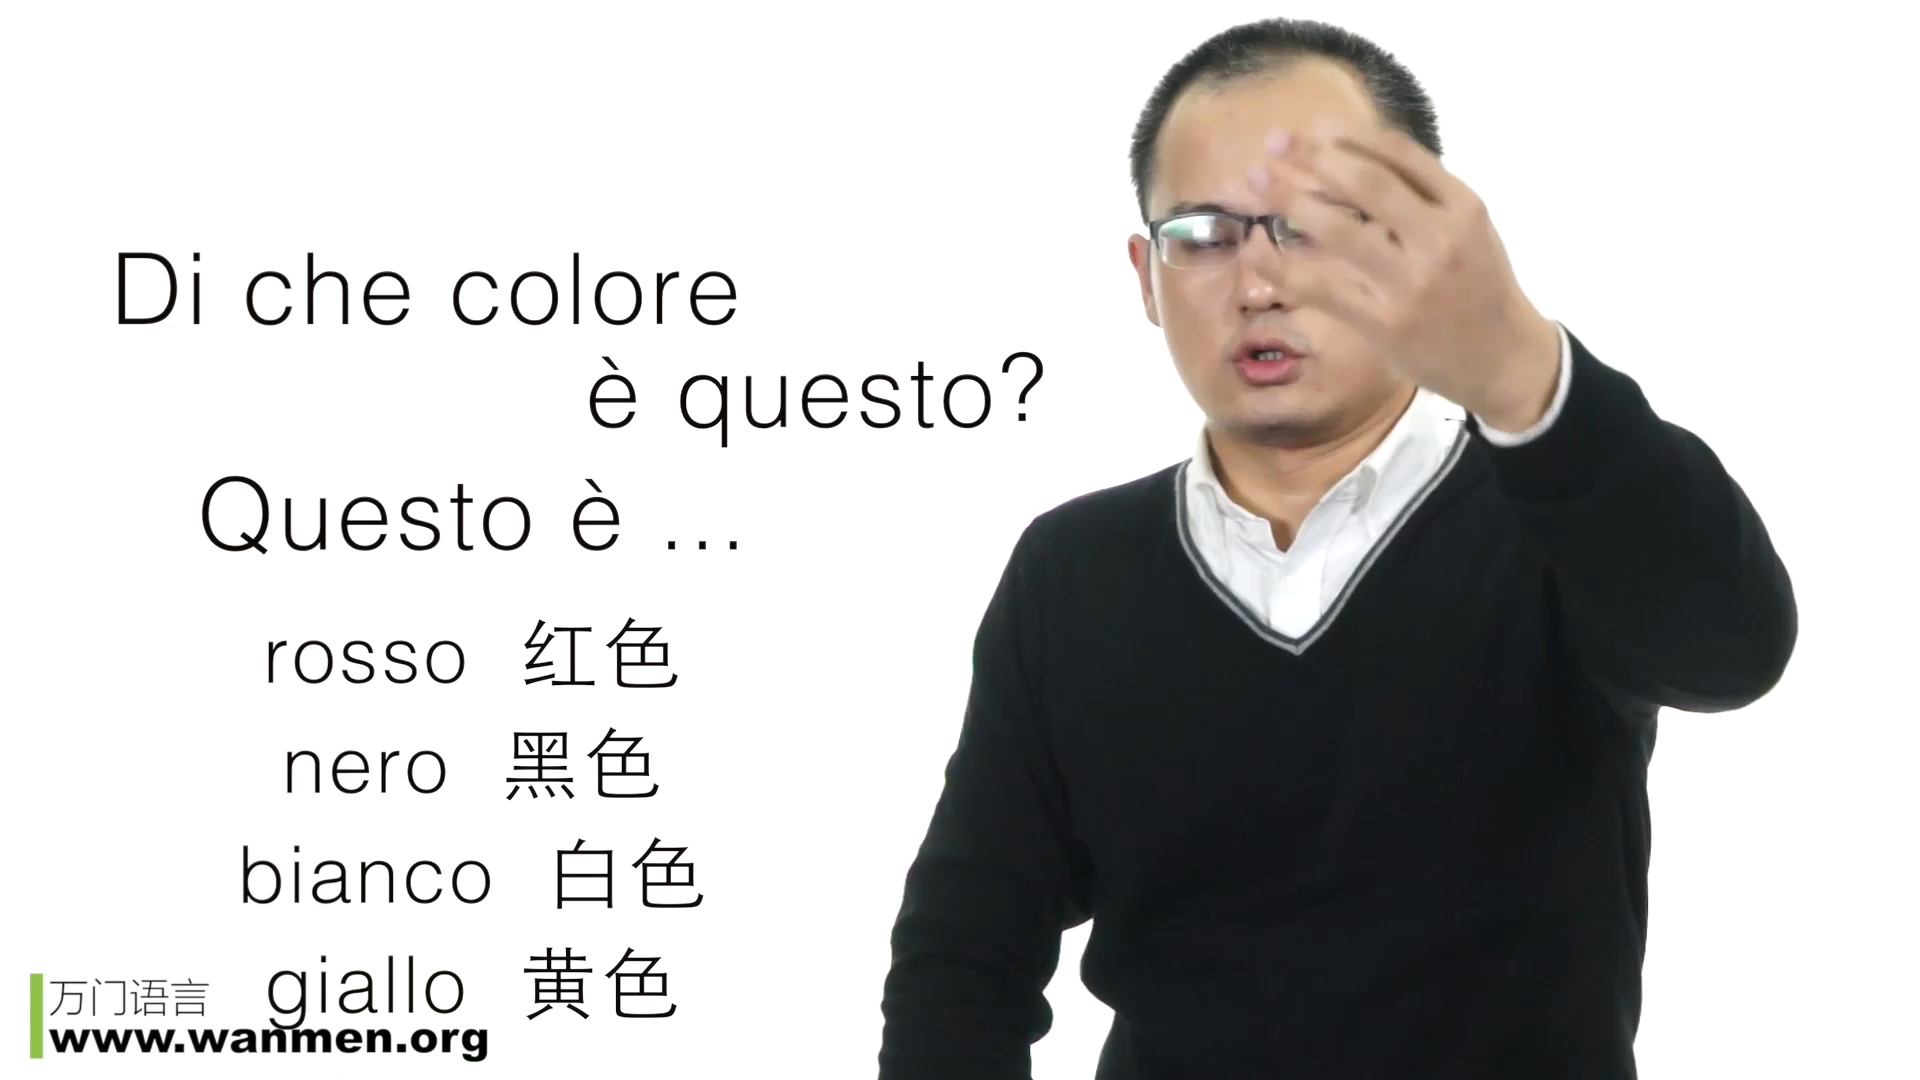 Di che colore
è questo?
Questo è ...
rosso 红色
nero 黑色
bianco 白色
giallo 黄色
万门语言
www.wanmen.org